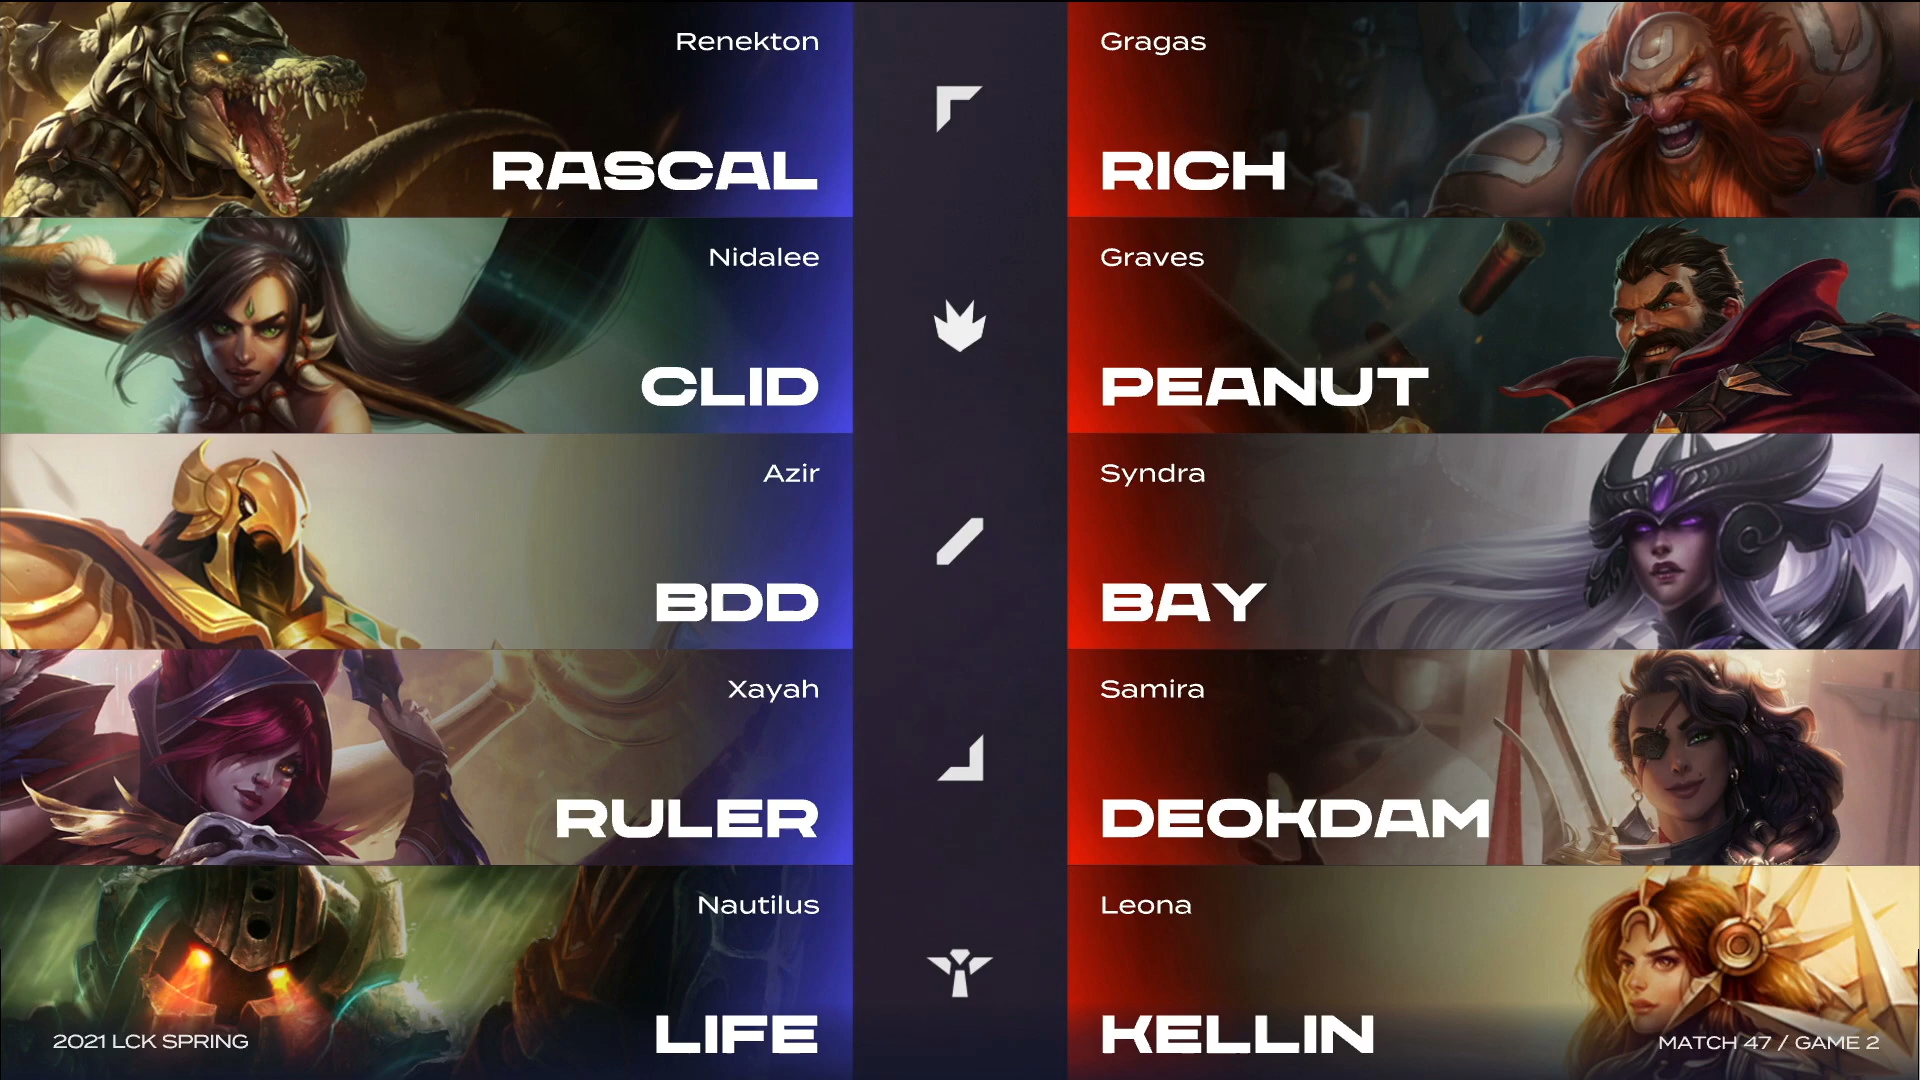 Renekton
RASCAL
Gragas
RICH
Nidalee
CLID
Graves
PEANUT
Azir
BDD
Syndra
BAY
Xayah
RULER
Samira
DEOKDAM
Nautilus
LIFE
Leona
KELLIN
2021 LCK SPRING
MATCH 47 / GAME 2